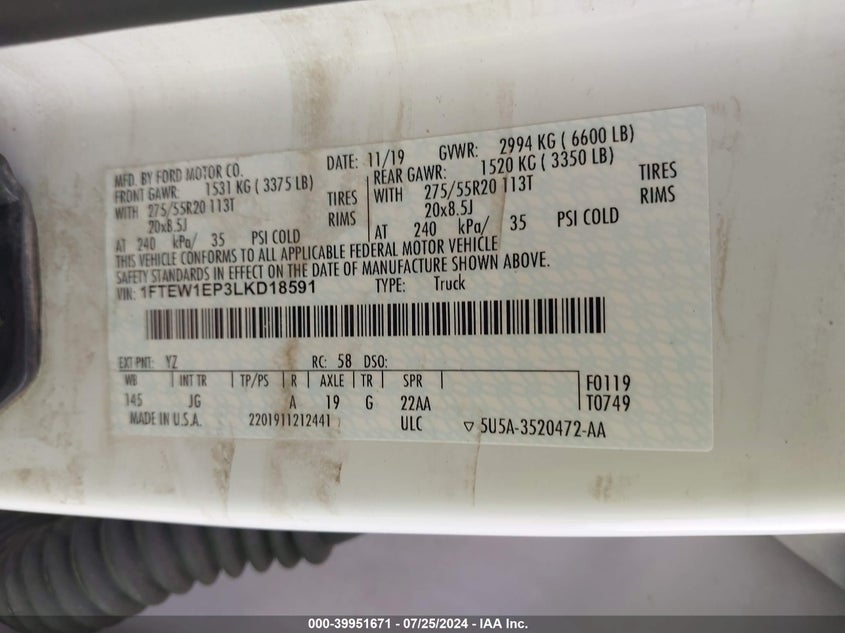 MFD. BY FORD MOTOR CO.
DATE: 11/19
GVWR: 2994 KG ( 6600 LB)
FRONT GAWR: 1531 KG ( 3375 LB)
REAR GAWR: 1520 KG ( 3350 LB)
WITH 275/55R20 113T TIRES
WITH 275/55R20 113T TIRES
20x8.5J RIMS
20x8.5J RIMS
AT 240 kPa/ 35 PSI COLD
AT 240 kPa/ 35 PSI COLD
THIS VEHICLE CONFORMS TO ALL APPLICABLE FEDERAL MOTOR VEHICLE
SAFETY STANDARDS IN EFFECT ON THE DATE OF MANUFACTURE SHOWN ABOVE.
VIN: 1FTEW1EP3LKD18591 TYPE: Truck
EXT PNT: YZ RC: 58 DSO:
WB INT TR TP/PS R AXLE TR SPR F0119
145 JG A 19 G 22AA T0749
MADE IN U.S.A. 2201911212441 ULC ▽ 5U5A-3520472-AA
000-39951671 - 07/25/2024 - IAA Inc.